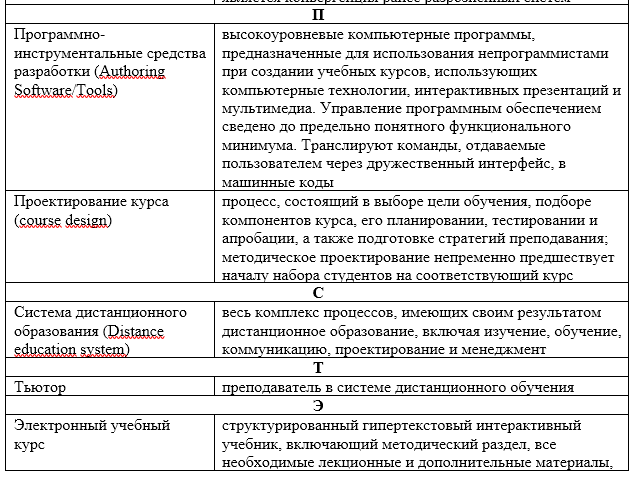 является конвергенция ранее разрозненных систем
П
Программно-
инструментальные средства
разработки (Authoring
Software/Tools)
высокоуровневые компьютерные программы,
предназначенные для использования непрограммистами
при создании учебных курсов, использующих
компьютерные технологии, интерактивных презентаций и
мультимедиа. Управление программным обеспечением
сведено до предельно понятного функционального
минимума. Транслируют команды, отдаваемые
пользователем через дружественный интерфейс, в
машинные коды
Проектирование курса
(course design)
процесс, состоящий в выборе цели обучения, подборе
компонентов курса, его планировании, тестировании и
апробации, а также подготовке стратегий преподавания;
методическое проектирование непременно предшествует
началу набора студентов на соответствующий курс
С
Система дистанционного
образования (Distance
education system)
весь комплекс процессов, имеющих своим результатом
дистанционное образование, включая изучение, обучение,
коммуникацию, проектирование и менеджмент
Т
Тьютор
преподаватель в системе дистанционного обучения
Э
Электронный учебный
курс
структурированный гипертекстовый интерактивный
учебник, включающий методический раздел, все
необходимые лекционные и дополнительные материалы,